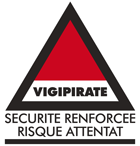 VIGIPIRATE
SECURITE RENFORCEE
RISQUE ATTENTAT